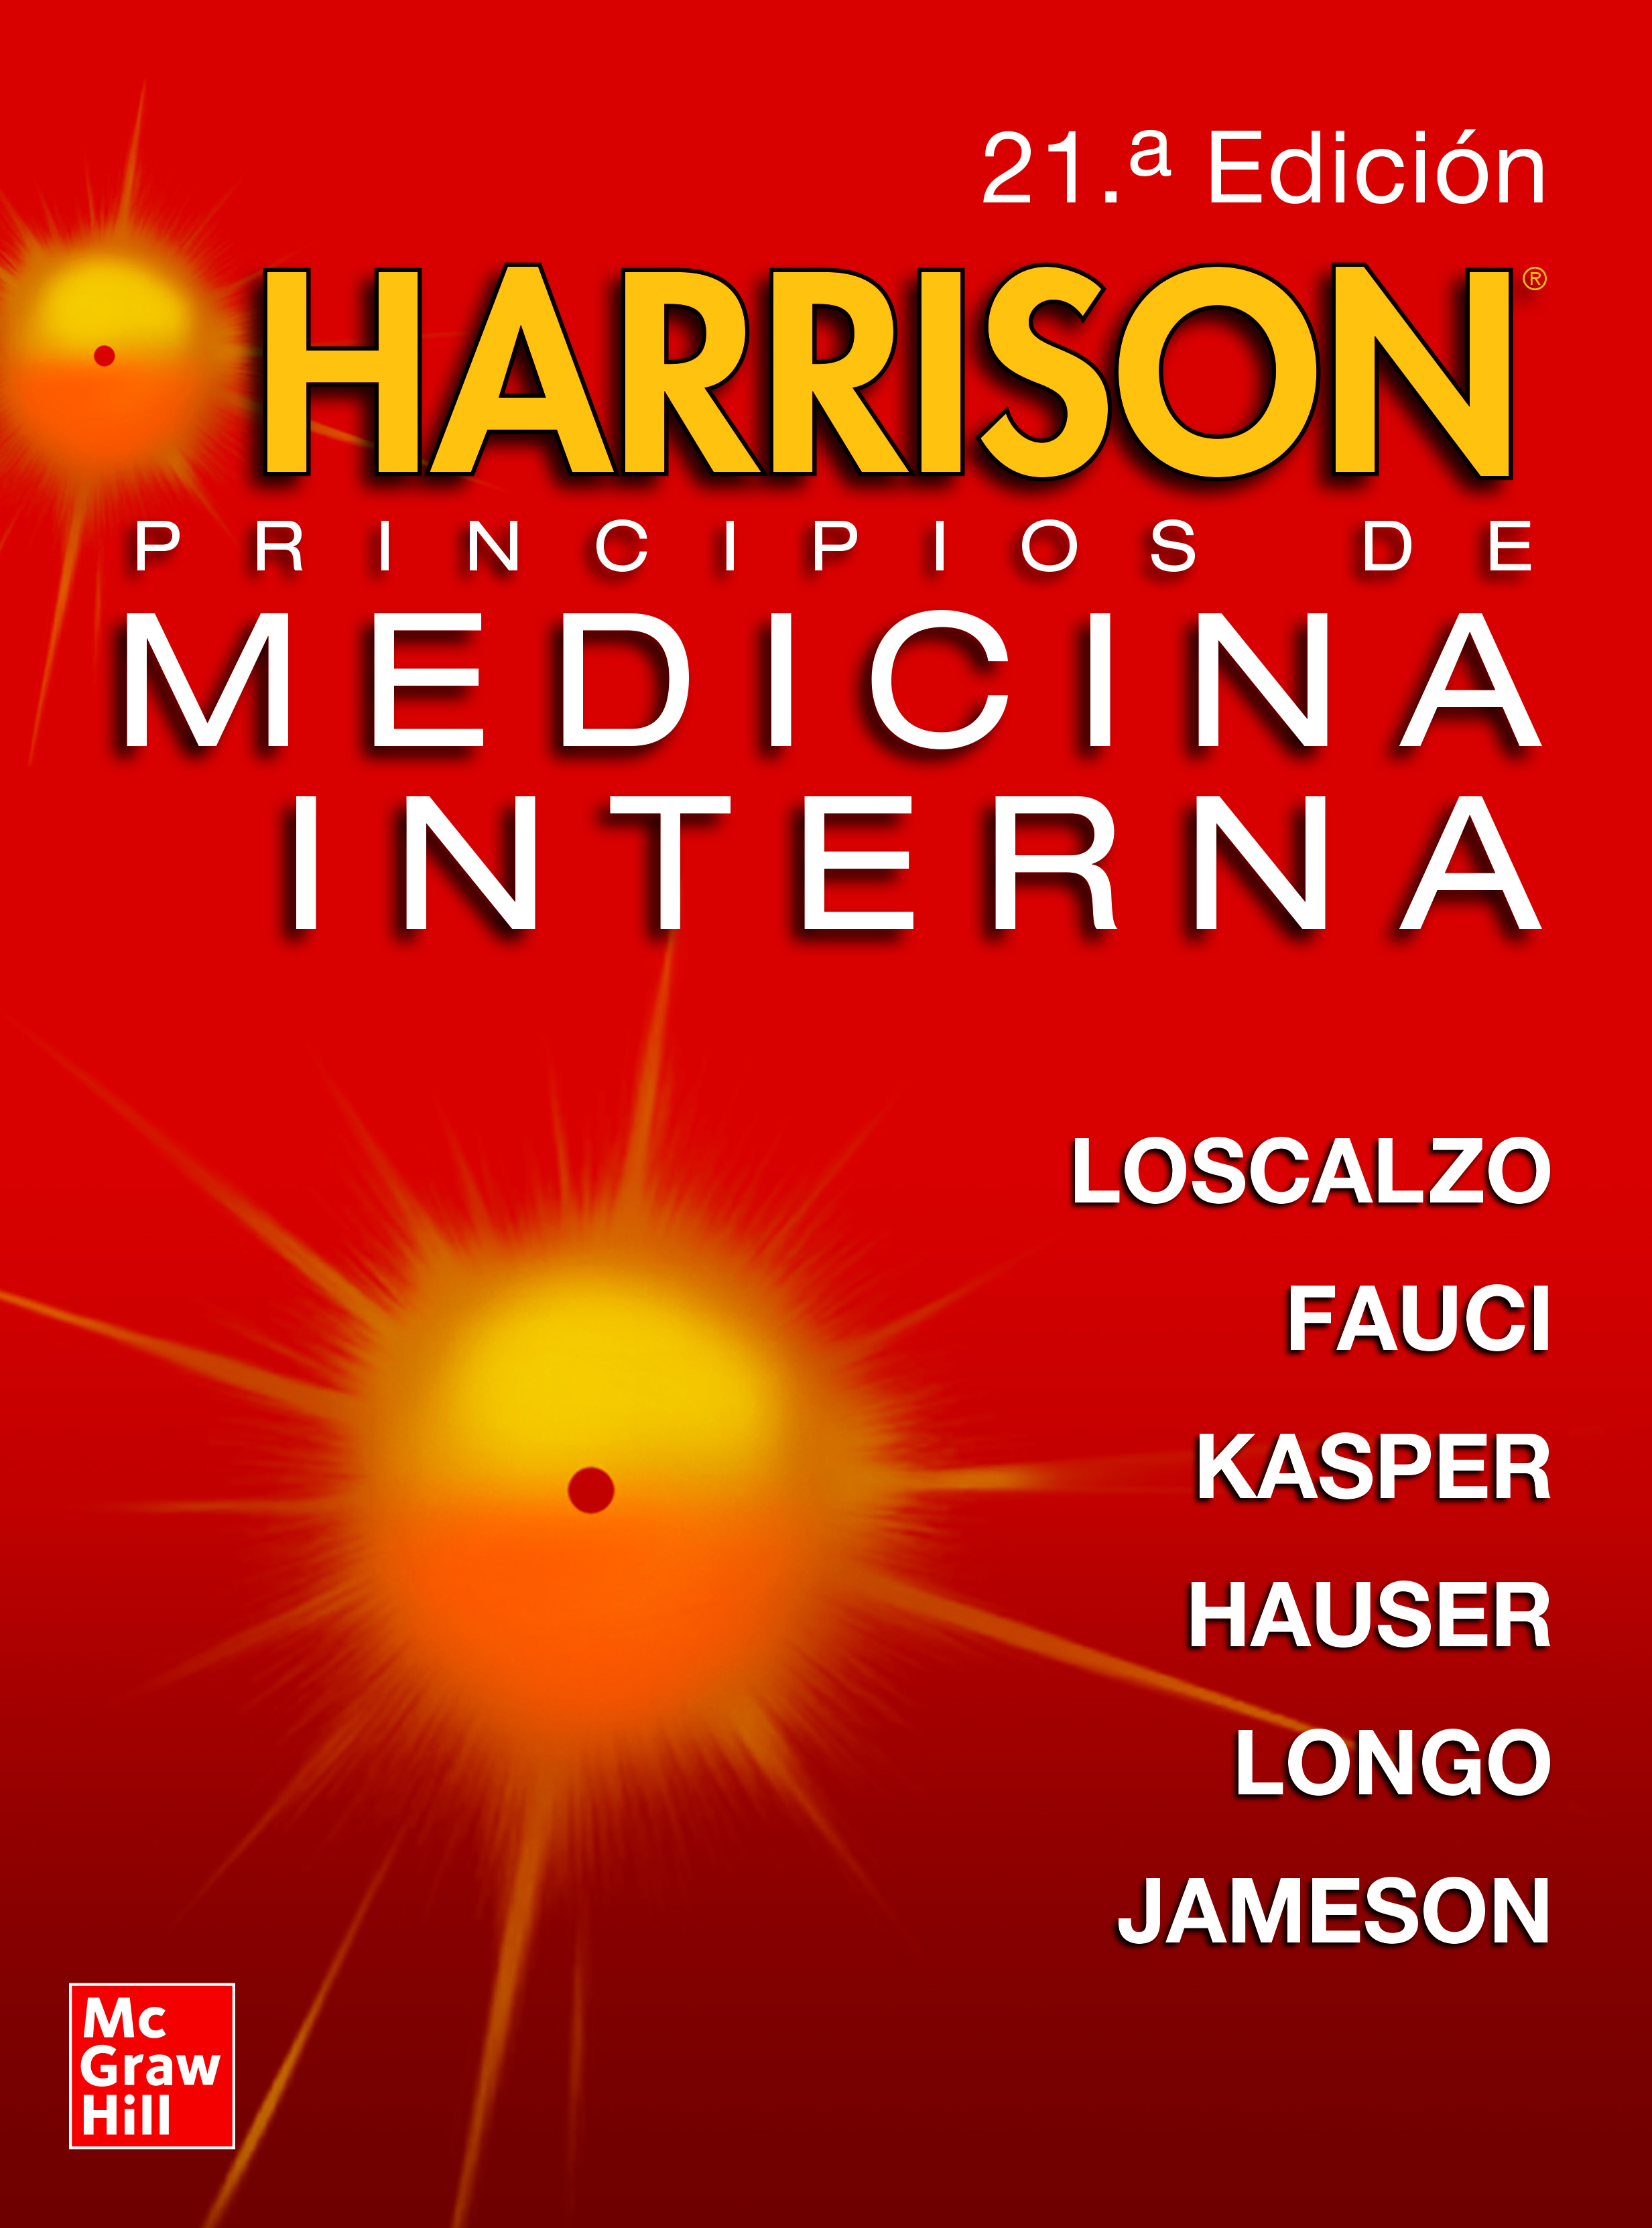 21.ª Edición
HARRISON®
PRINCIPIOS DE
MEDICINA
INTERNA
LOSCALZO
FAUCI
KASPER
HAUSER
LONGO
JAMESON
Mc
Graw
Hill